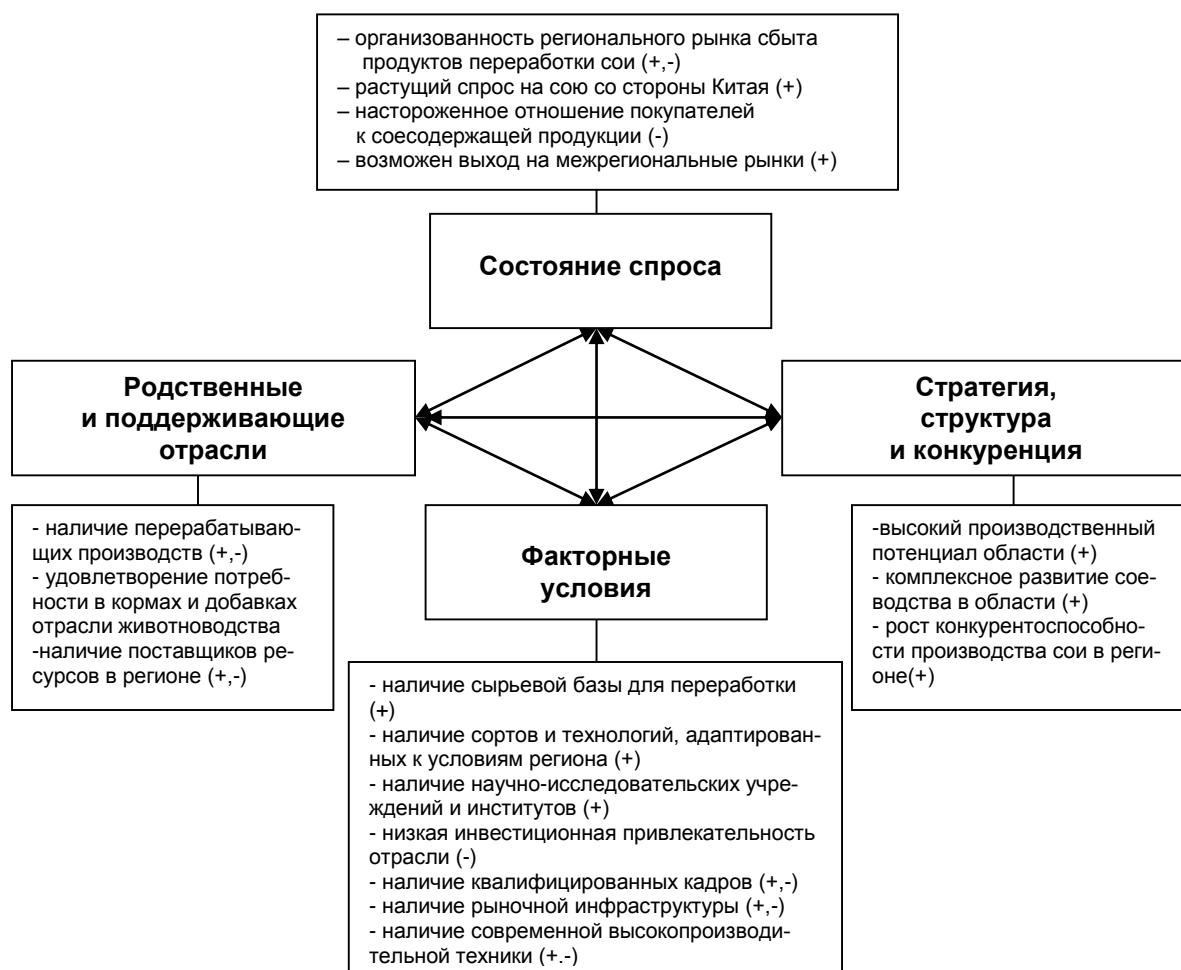 – организованность регионального рынка сбыта
продуктов переработки сои (+,-)
– растущий спрос на сою со стороны Китая (+)
– настороженное отношение покупателей
к соесодержащей продукции (-)
– возможен выход на межрегиональные рынки (+)
Состояние спроса
Родственные
и поддерживающие
отрасли
Стратегия,
структура
и конкуренция
- наличие перерабатываю-
щих производств (+,-)
- удовлетворение потреб-
ности в кормах и добавках
отрасли животноводства
-наличие поставщиков ре-
сурсов в регионе (+,-)
Факторные
условия
-высокий производственный
потенциал области (+)
- комплексное развитие сое-
водства в области (+)
- рост конкурентоспособно-
сти производства сои в реги-
оне(+)
- наличие сырьевой базы для переработки
(+)
- наличие сортов и технологий, адаптирован-
ных к условиям региона (+)
- наличие научно-исследовательских учре-
ждений и институтов (+)
- низкая инвестиционная привлекательность
отрасли (-)
- наличие квалифицированных кадров (+,-)
- наличие рыночной инфраструктуры (+,-)
- наличие современной высокопроизводи-
тельной техники (+.-)